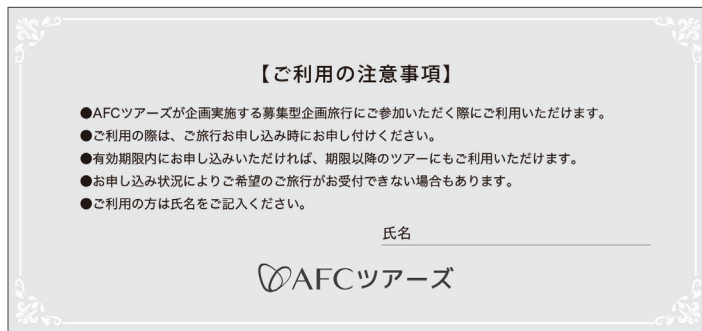 【ご利用の注意事項】
●AFCツアーズが企画実施する募集型企画旅行にご参加いただく際にご利用いただけます。
●ご利用の際は、ご旅行お申し込み時にお申し付けください。
●有効期限内にお申し込みいただければ、期限以降のツアーにもご利用いただけます。
●お申し込み状況によりご希望のご旅行がお受付できない場合もあります。
●ご利用の方は氏名をご記入ください。
氏名
AFCツアーズ